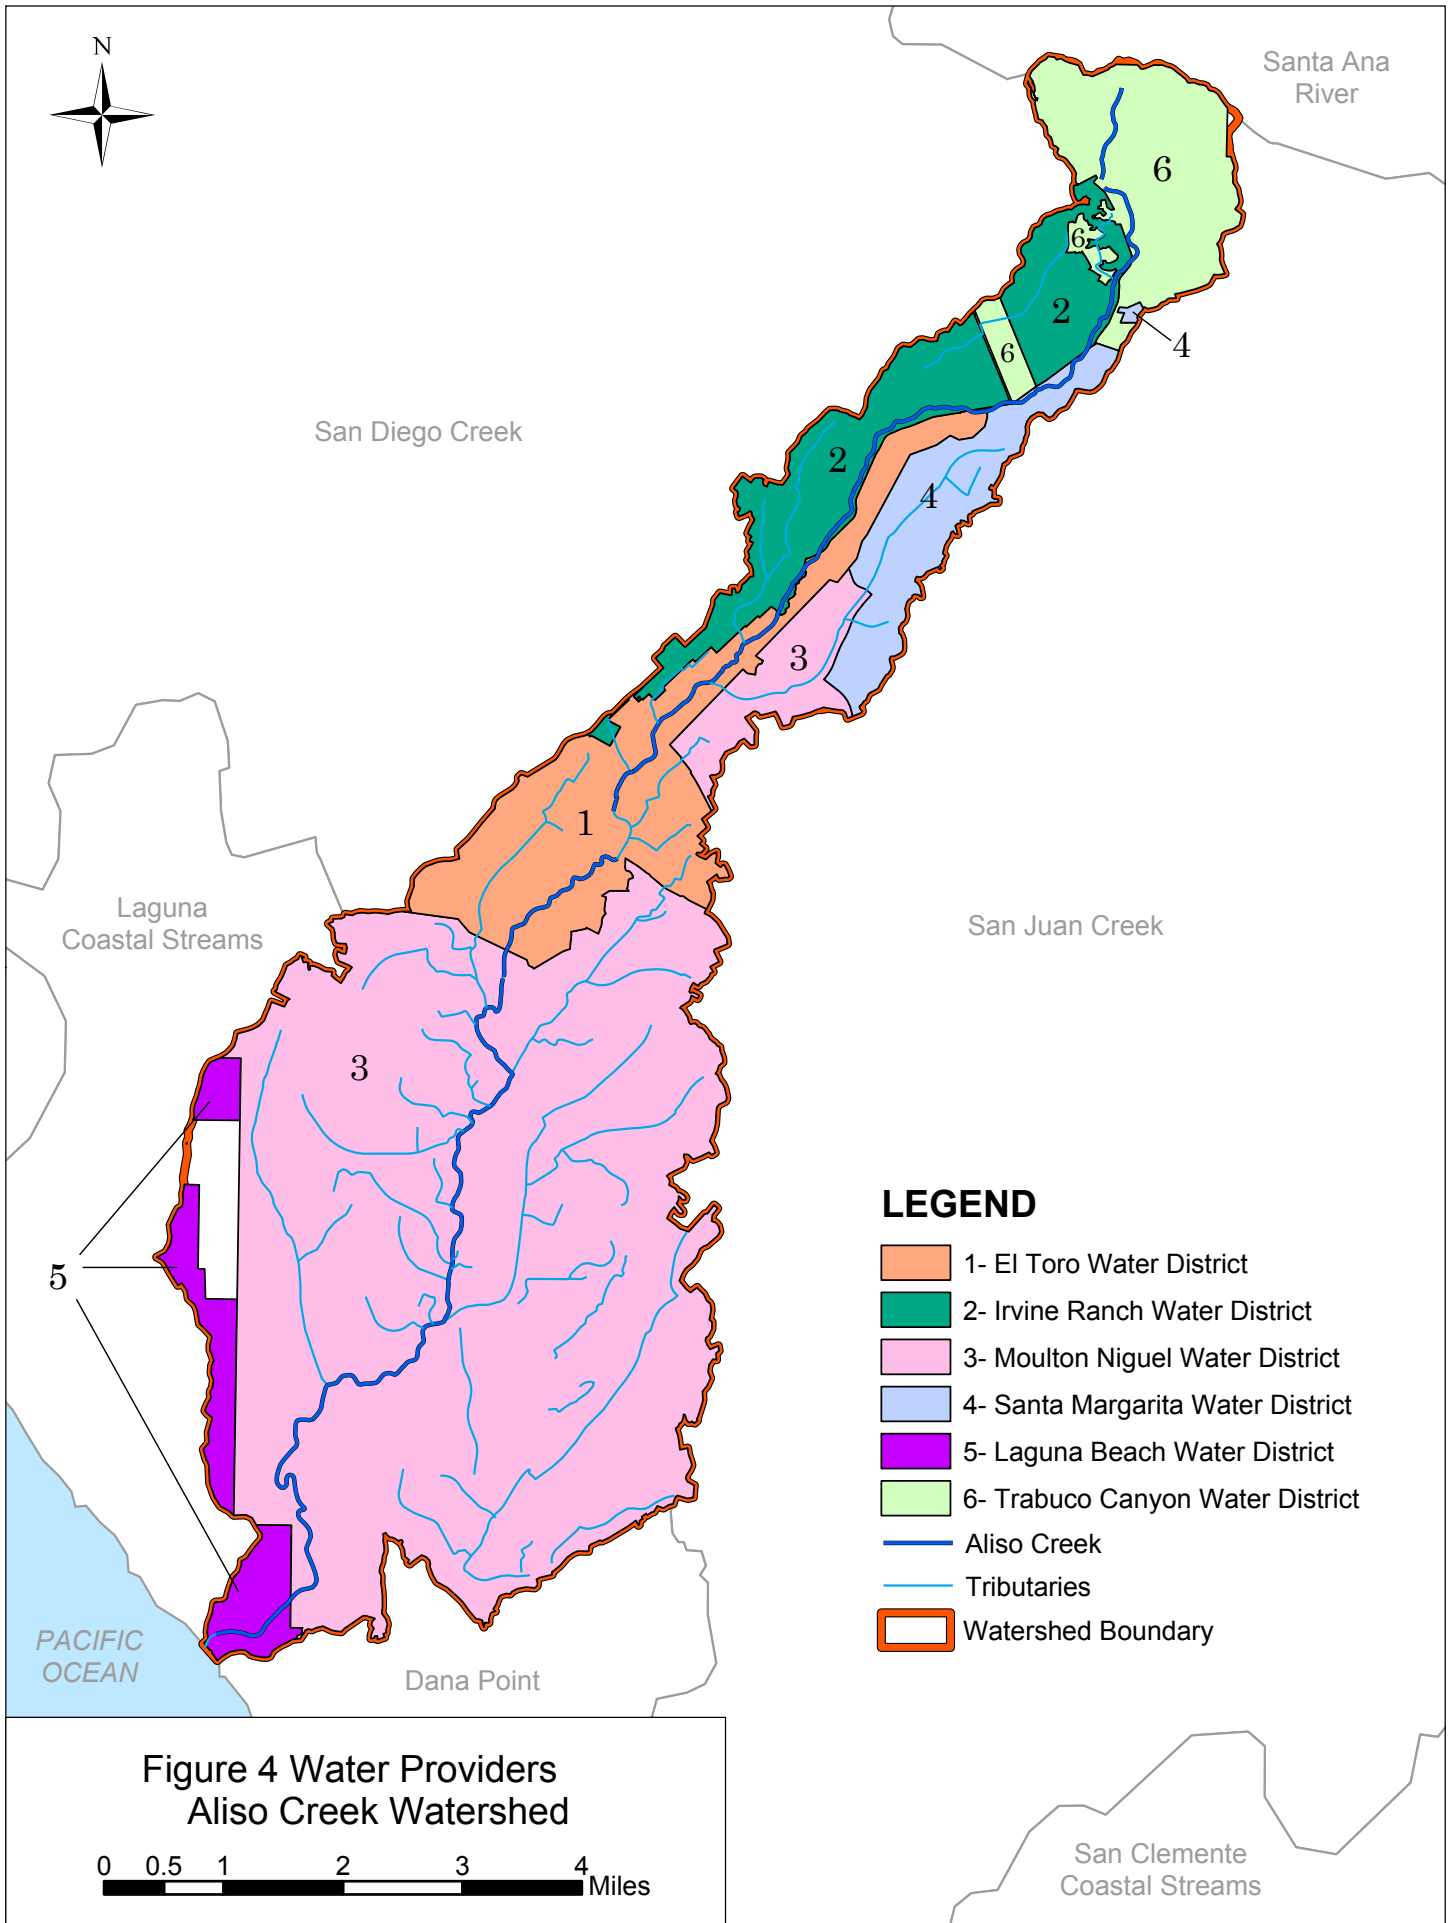 N
Santa Ana
River
6
6
2
4
6
San Diego Creek
2
4
3
1
Laguna
Coastal Streams
San Juan Creek
3
5
LEGEND
1- El Toro Water District
2- Irvine Ranch Water District
3- Moulton Niguel Water District
4- Santa Margarita Water District
5- Laguna Beach Water District
6- Trabuco Canyon Water District
Aliso Creek
Tributaries
Watershed Boundary
PACIFIC
OCEAN
Dana Point
Figure 4 Water Providers
Aliso Creek Watershed
0 0.5 1 2 3 4
Miles
San Clemente
Coastal Streams